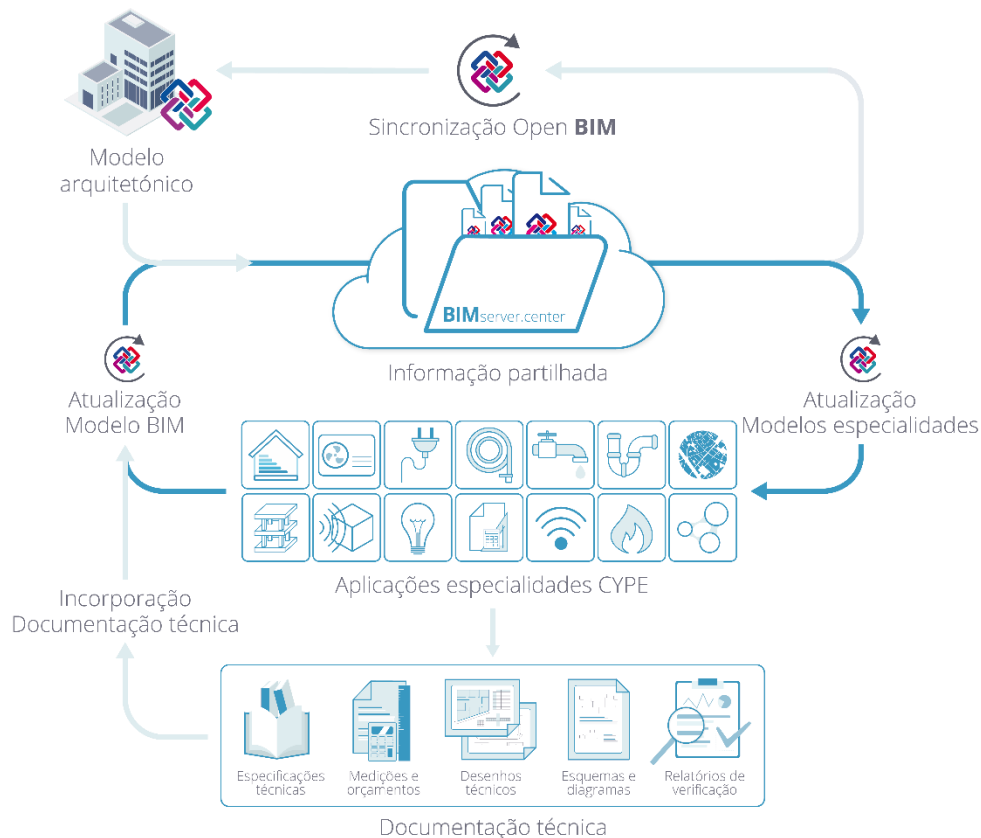 Sincronização Open BIM
Modelo
arquitetónico
BIMserver.center
Informação partilhada
Atualização
Modelo BIM
Atualização
Modelos especialidades
Aplicações especialidades CYPE
Incorporação
Documentação técnica
Especificações
técnicas
Medições e
orçamentos
Desenhos
técnicos
Esquemas e
diagramas
Relatórios de
verificação
Documentação técnica